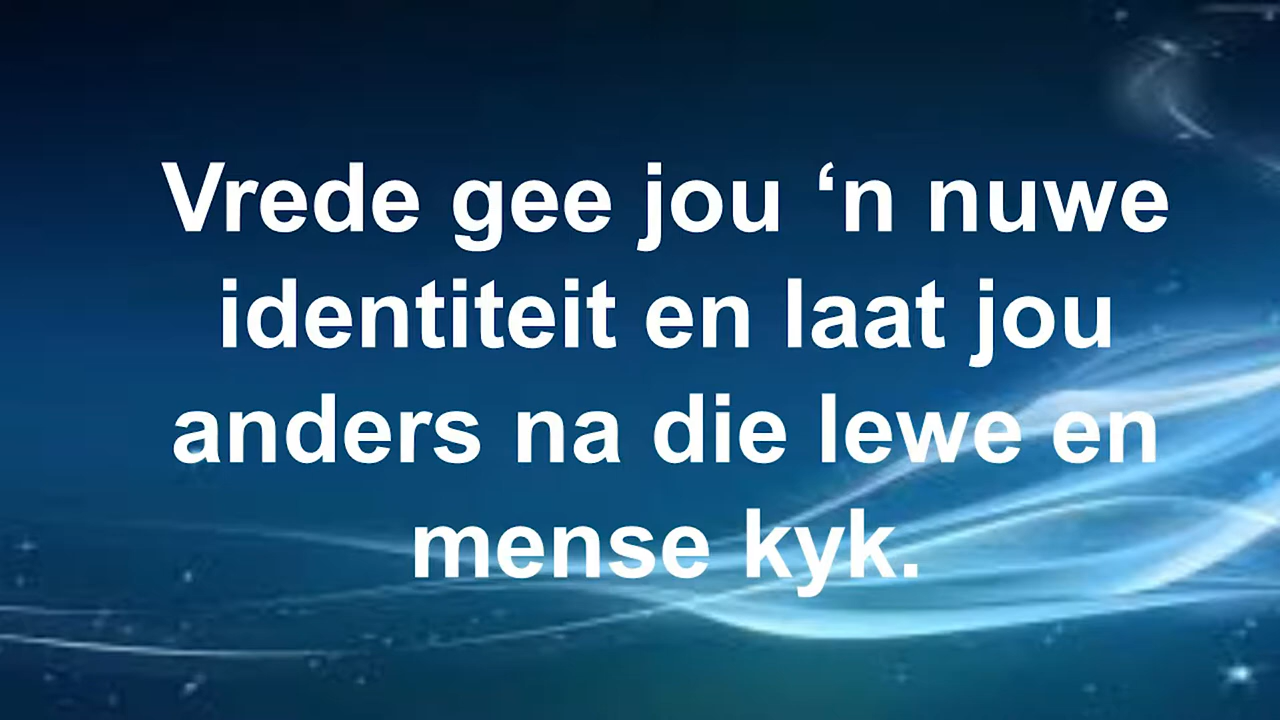 Vrede gee jou ‘n nuwe
identiteit en laat jou
anders na die lewe en
mense kyk.